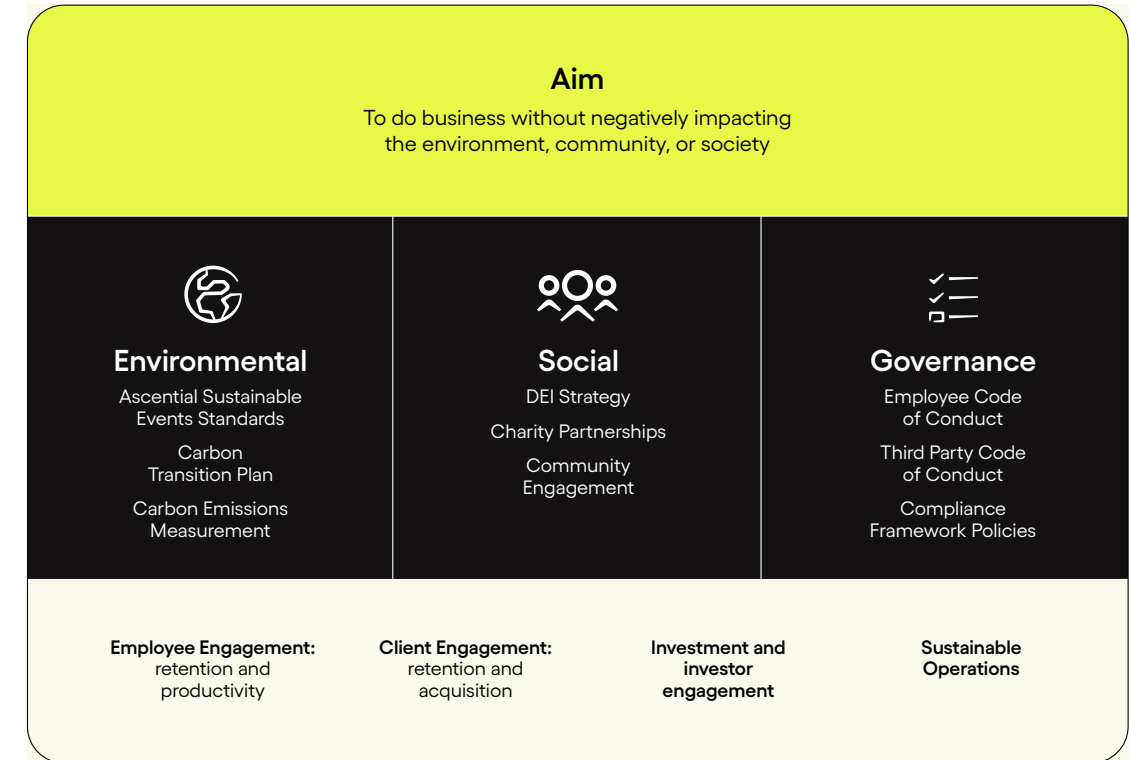 Aim
To do business without negatively impacting
the environment, community, or society
Environmental
Ascential Sustainable
Events Standards
Carbon
Transition Plan
Carbon Emissions
Measurement
Social
DEI Strategy
Charity Partnerships
Community
Engagement
Governance
Employee Code
of Conduct
Third Party Code
of Conduct
Compliance
Framework Policies
Employee Engagement:
retention and
productivity
Client Engagement:
retention and
acquisition
Investment and
investor
engagement
Sustainable
Operations